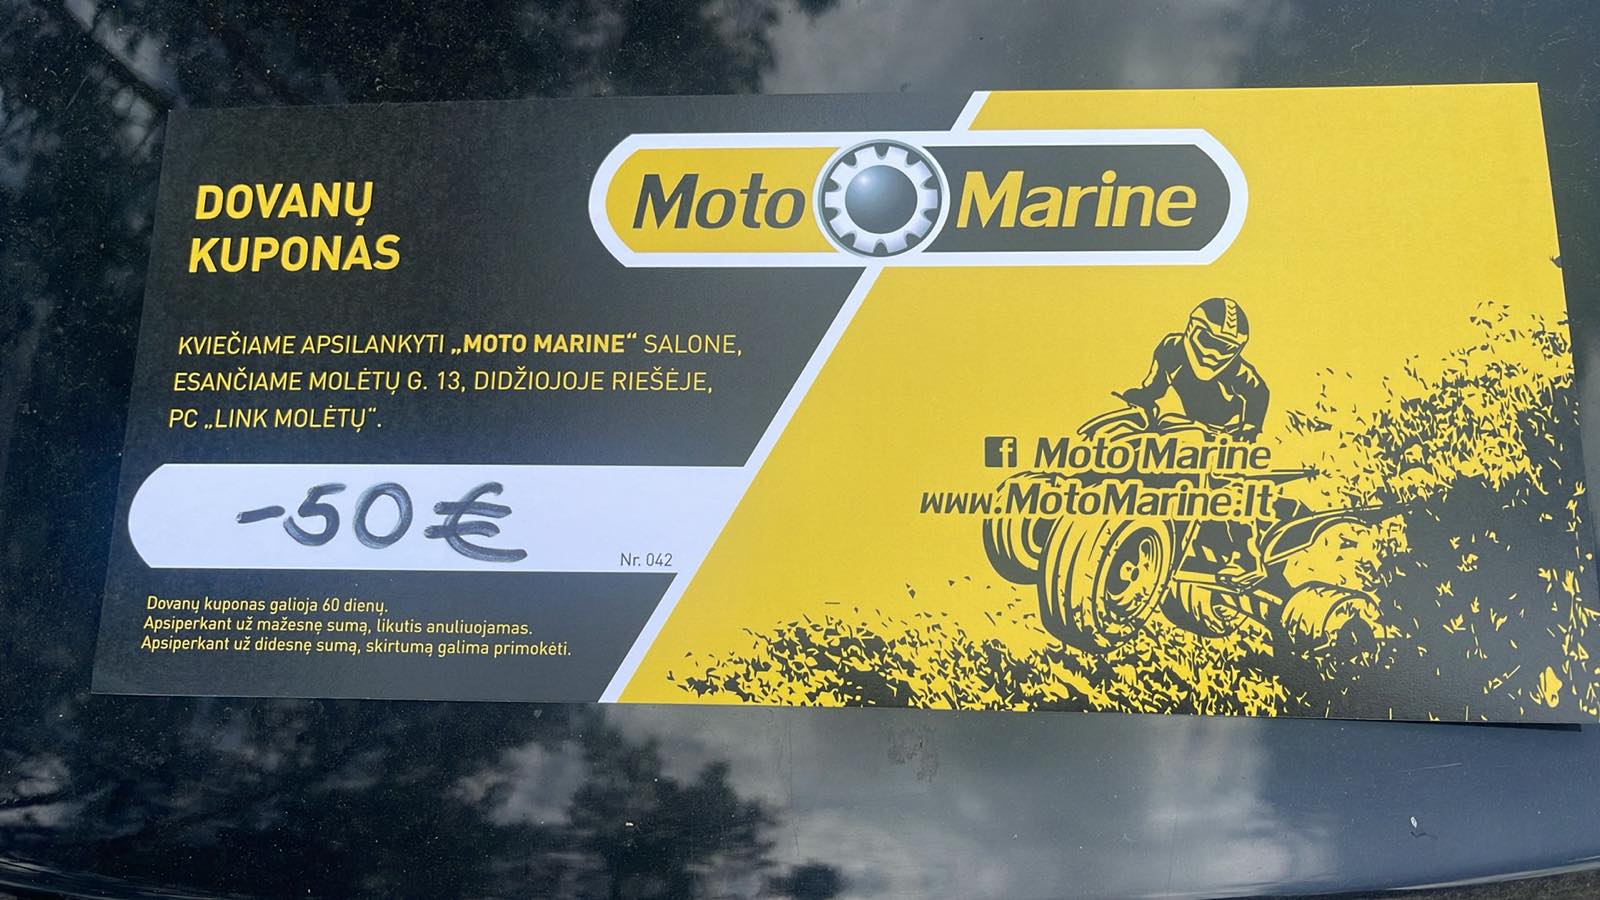 Moto Marine
DOVANŲ
KUPONAS
KVIEČIAME APSILANKYTI „MOTO MARINE“ SALONE,
ESANČIAME MOLĖTŲ G. 13, DIDŽIOJOJE RIEŠĖJE,
PC „LINK MOLĖTŲ“.
-50€
Nr. 042
Dovanų kuponas galioja 60 dienų.
Apsiperkant už mažesnę sumą, likutis anuliuojamas.
Apsiperkant už didesnę sumą, skirtumą galima primokėti.
f Moto Marine
www.MotoMarine.lt